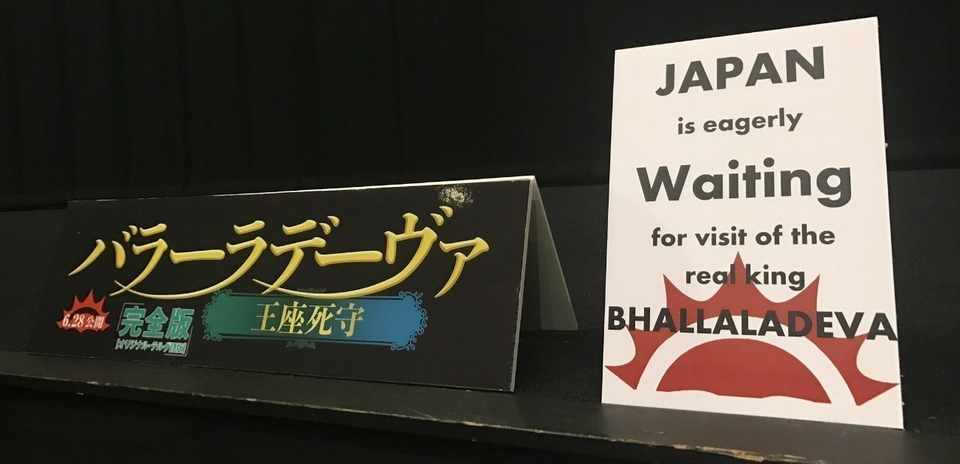 バラーラデーヴァ
王座死守
6.28公開
完全版
JAPAN
is eagerly
Waiting
for visit of the
real king
BHALLALADEVA